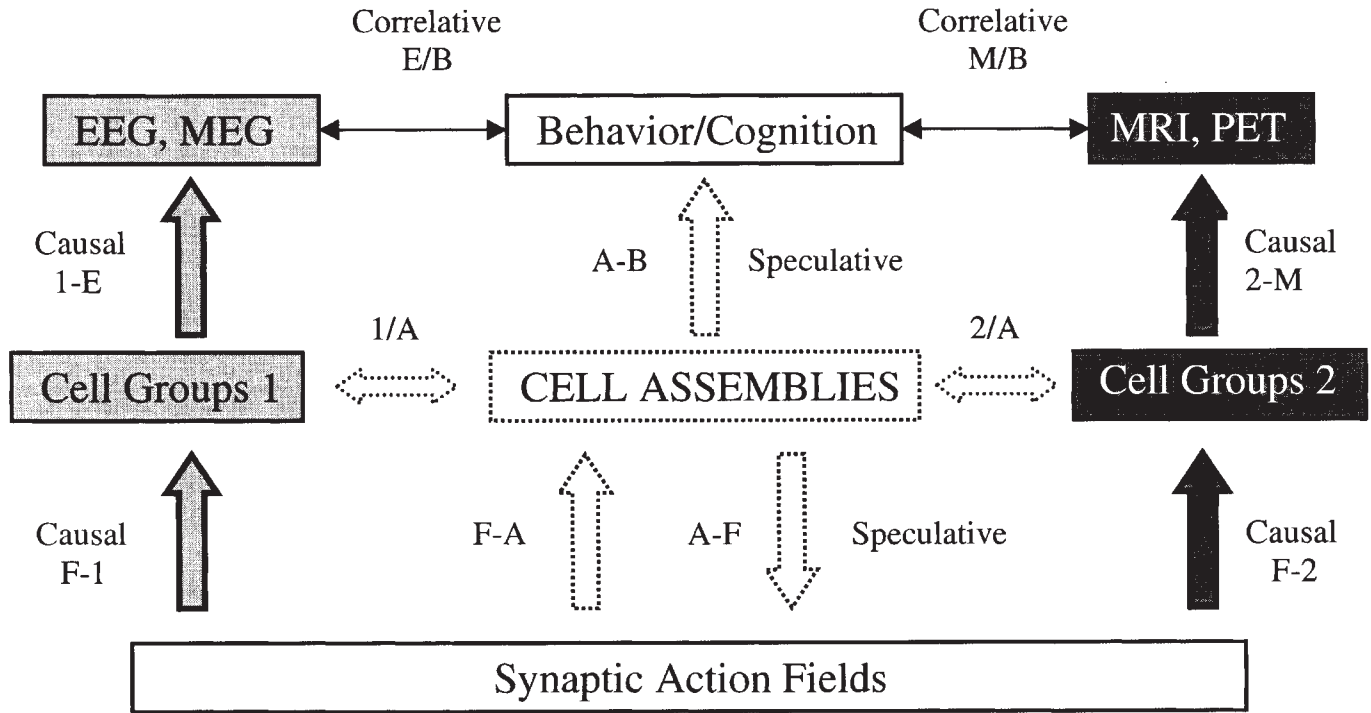 Correlative
E/B
Correlative
M/B
EEG, MEG
Behavior/Cognition
MRI, PET
Causal
1-E
A-B
Speculative
Causal
2-M
1/A
2/A
Cell Groups 1
CELL ASSEMBLIES
Cell Groups 2
Causal
F-1
F-A
A-F
Speculative
Causal
F-2
Synaptic Action Fields